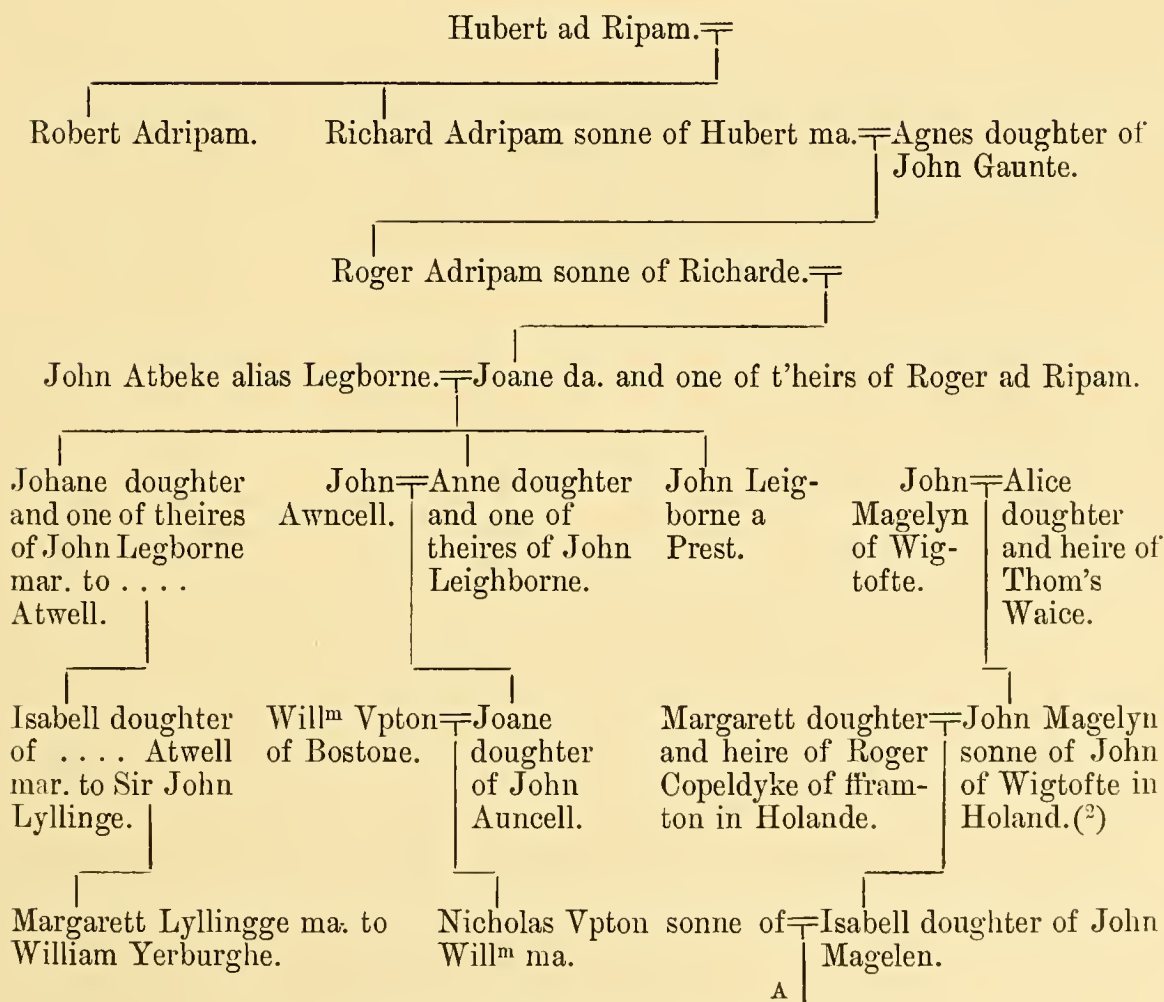 Hubert ad Ripam.
Robert Adripam.
Richard Adripam sonne of Hubert ma.
Agnes doughter of
John Gaunte.
Roger Adripam sonne of Richarde.
John Atbeke alias Legborne.
Joane da. and one of t'heirs of Roger ad Ripam.
Johane doughter
and one of theires
of John Legborne
mar. to . . . .
Atwell.
John
Awncell.
Anne doughter
and one of
theires of John
Leighborne.
John Leig-
borne a
Prest.
John
Magelyn
of Wig-
tofte.
Alice
doughter
and heire of
Thom's
Waice.
Isabell doughter
of . . . . Atwell
mar. to Sir John
Lyllinge.
Willᵐ Vpton
of Bostone.
Joane
doughter
of John
Auncell.
Margarett doughter
and heire of Roger
Copeldyke of ffram-
ton in Holande.
John Magelyn
sonne of John
of Wigtofte in
Holand.(²)
Margarett Lyllingge ma. to
William Yerburghe.
Nicholas Vpton sonne of
Willᵐ ma.
Isabell doughter of John
Magelen.
A